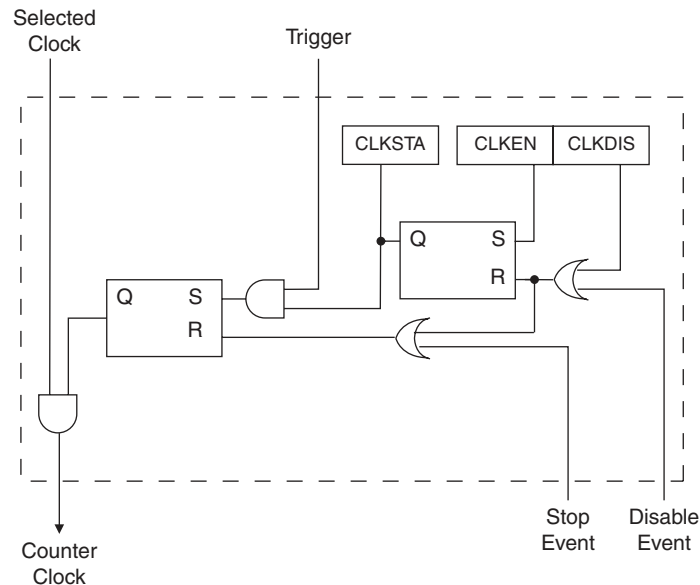 Selected
Clock
Trigger
CLKSTA
CLKEN
CLKDIS
Q
S
R
Q
S
R
Stop
Event
Disable
Event
Counter
Clock